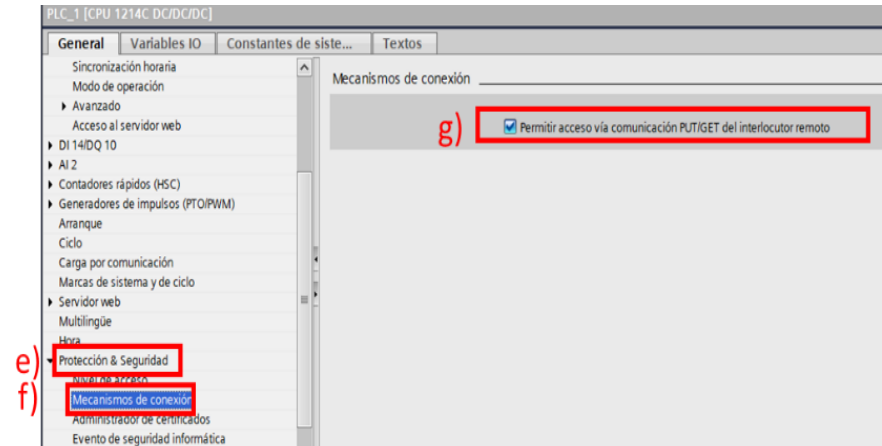 PLC_1 [CPU 1214C DC/DC/DC]
General Variables IO Constantes de siste... Textos
Sincronización horaria
Modo de operación
Avanzado
Acceso al servidor web
DI 14/DQ 10
AI 2
Contadores rápidos (HSC)
Generadores de impulsos (PTO/PWM)
Arranque
Ciclo
Carga por comunicación
Marcas de sistema y de ciclo
Servidor web
Multilingüe
Hora
e) Protección & Seguridad
Nivel de acceso
f) Mecanismos de conexión
Administrador de certificados
Evento de seguridad informática
Mecanismos de conexión
g) Permitir acceso vía comunicación PUT/GET del interlocutor remoto